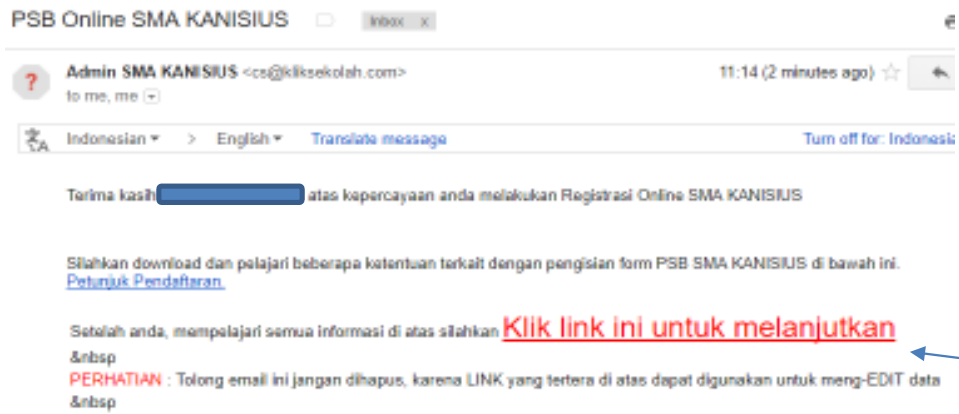 PSB Online SMA KANISIUS Inbox x
Admin SMA KANISIUS <cs@kliksekolah.com> 11:14 (2 minutes ago)
to me, me
Indonesian > English Translate message Turn off for: Indonesia
Terima kasih atas kepercayaan anda melakukan Registrasi Online SMA KANISIUS
Silahkan download dan pelajari beberapa ketentuan terkait dengan pengisian form PSB SMA KANISIUS di bawah ini.
Petunjuk Pendaftaran.
Setelah anda, mempelajari semua informasi di atas silahkan Klik link ini untuk melanjutkan
&nbsp
PERHATIAN : Tolong email ini jangan dihapus, karena LINK yang tertera di atas dapat digunakan untuk meng-EDIT data
&nbsp